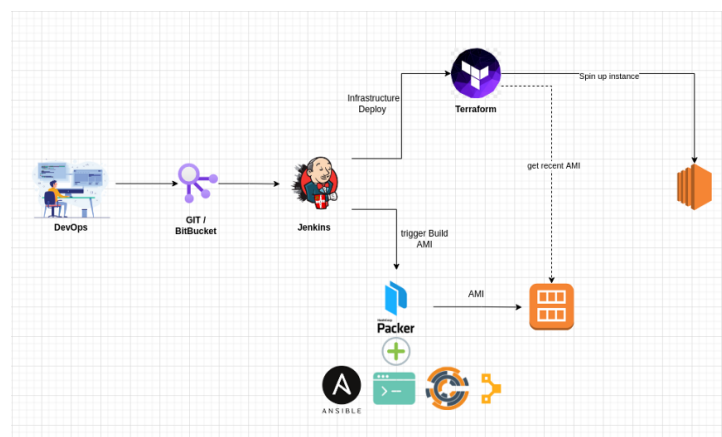 Infrastructure
Deploy
Terraform
Spin up instance
get recent AMI
DevOps
GIT /
BitBucket
Jenkins
trigger Build
AMI
AMI
Packer
ANSIBLE